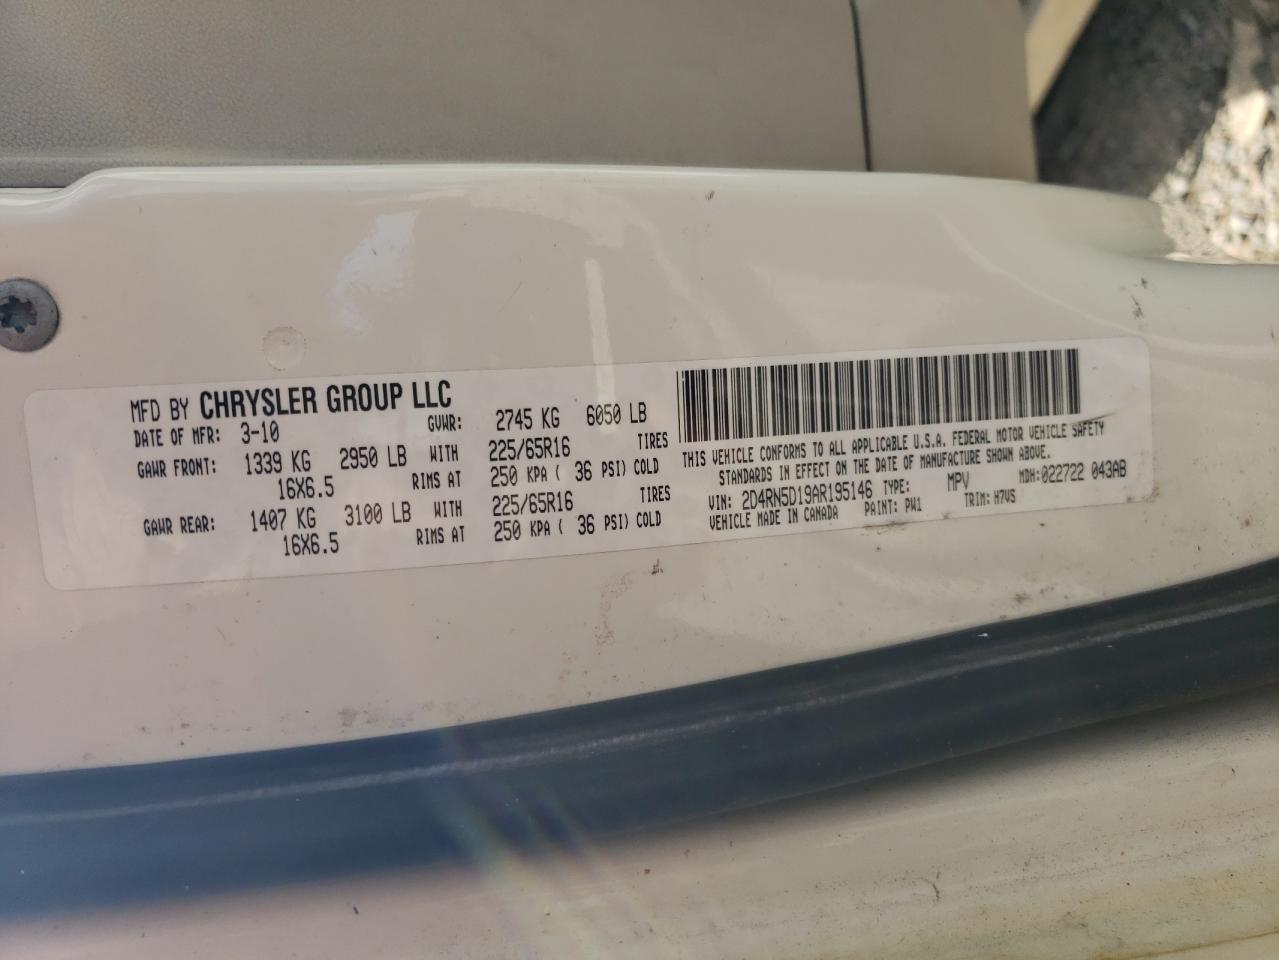 MFD BY CHRYSLER GROUP LLC
DATE OF MFR: 3-10 GVWR: 2745 KG 6050 LB
GAWR FRONT: 1339 KG 2950 LB WITH 225/65R16 TIRES
16X6.5 RIMS AT 250 KPA ( 36 PSI) COLD
GAWR REAR: 1407 KG 3100 LB WITH 225/65R16 TIRES
16X6.5 RIMS AT 250 KPA ( 36 PSI) COLD
THIS VEHICLE CONFORMS TO ALL APPLICABLE U.S.A. FEDERAL MOTOR VEHICLE SAFETY
STANDARDS IN EFFECT ON THE DATE OF MANUFACTURE SHOWN ABOVE.
MDH:022722 043AB
VIN: 2D4RN5D19AR195146 TYPE: MPV
VEHICLE MADE IN CANADA PAINT: PW1 TRIM: H7VS